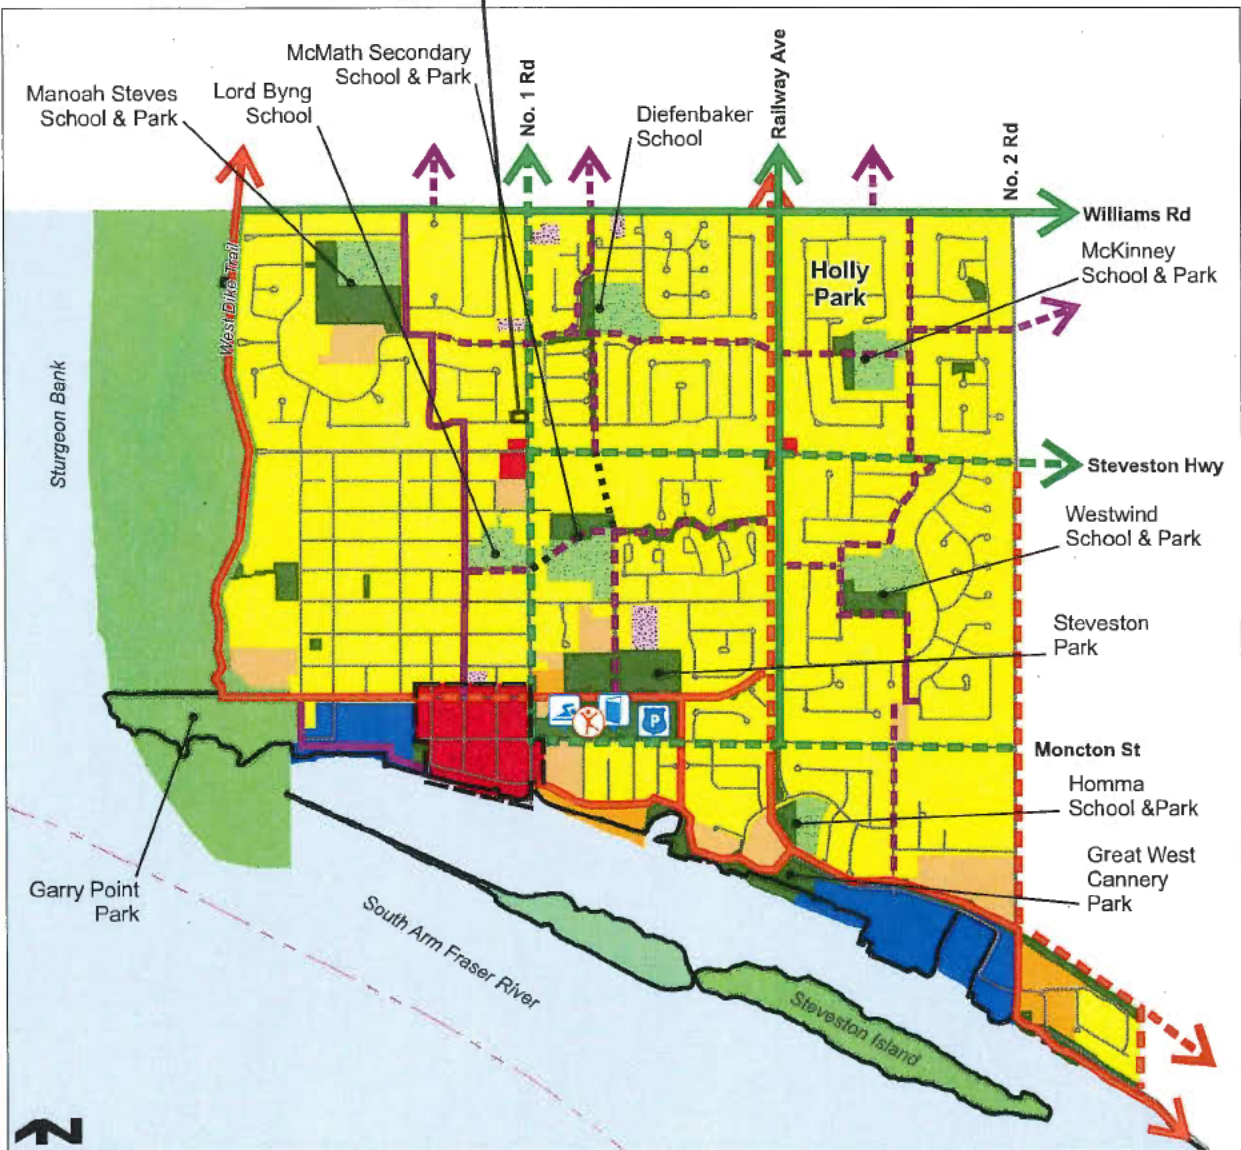 McMath Secondary
School & Park
Manoah Steves
School & Park
Lord Byng
School
No. 1 Rd
Diefenbaker
School
Railway Ave
No. 2 Rd
Williams Rd
McKinney
School & Park
Holly
Park
West Dike Trail
Sturgeon Bank
Steveston Hwy
Westwind
School & Park
Steveston
Park
P
Moncton St
Homma
School &Park
Great West
Cannery
Park
Garry Point
Park
South Arm Fraser River
Steveston Island
N